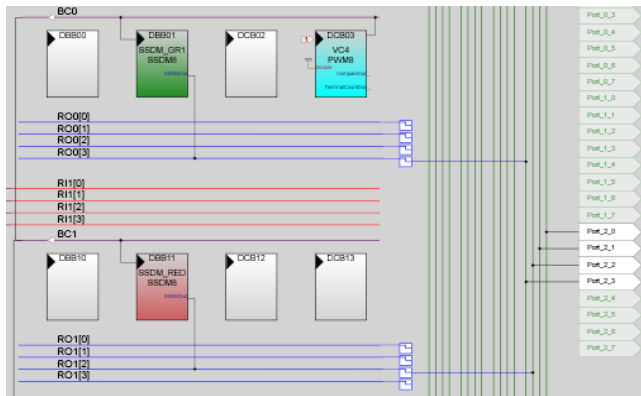 BC0
DBB00
DBB01
DCB02
DCB03
SSDM_GR1
SSDM8
VC4
PWM8
RO0[0]
RO0[1]
RO0[2]
RO0[3]
RI1[0]
RI1[1]
RI1[2]
RI1[3]
BC1
DBB10
DBB11
DCB12
DCB13
SSDM_RED
SSDM8
RO1[0]
RO1[1]
RO1[2]
RO1[3]
Port_0_3
Port_0_4
Port_0_5
Port_0_6
Port_0_7
Port_1_0
Port_1_1
Port_1_2
Port_1_3
Port_1_4
Port_1_5
Port_1_6
Port_1_7
Port_2_0
Port_2_1
Port_2_2
Port_2_3
Port_2_4
Port_2_5
Port_2_6
Port_2_7